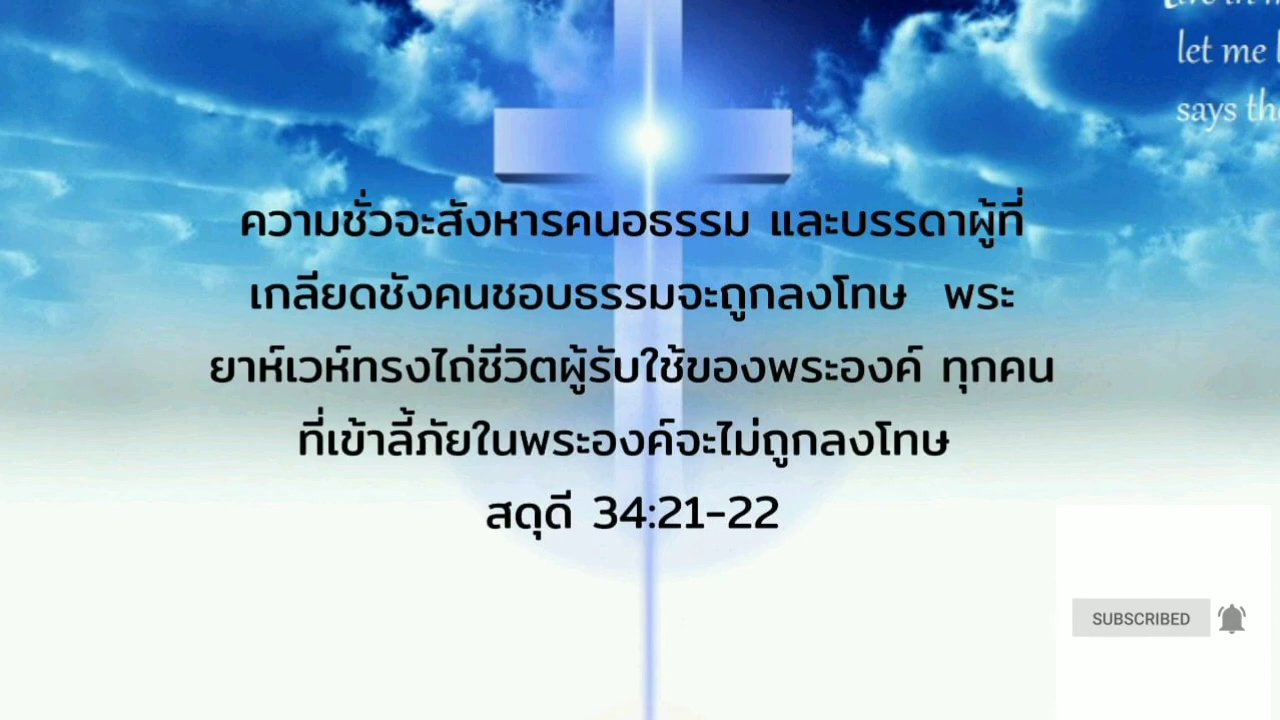 let me
says
ความชั่วจะสังหารคนอธรรม และบรรดาผู้ที่
เกลียดชังคนชอบธรรมจะถูกลงโทษ พระ
ยาห์เวห์ทรงไถ่ชีวิตผู้รับใช้ของพระองค์ ทุกคน
ที่เข้าลี้ภัยในพระองค์จะไม่ถูกลงโทษ
สดุดี 34:21-22
SUBSCRIBED